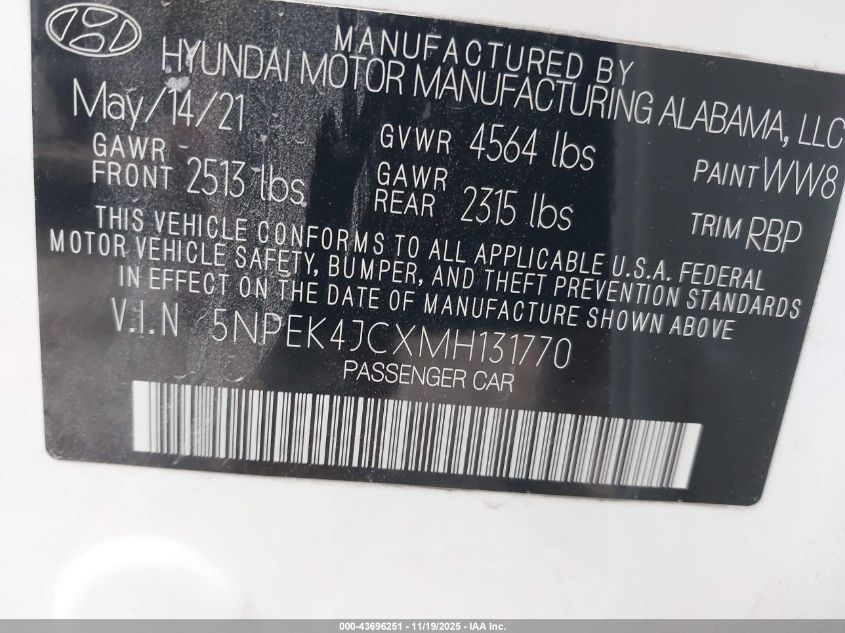 MANUFACTURED BY
HYUNDAI MOTOR MANUFACTURING ALABAMA, LLC
May/14/21
GVWR 4564 lbs
PAINT WW8
GAWR FRONT 2513 lbs
GAWR REAR 2315 lbs
TRIM RBP
THIS VEHICLE CONFORMS TO ALL APPLICABLE U.S.A. FEDERAL
MOTOR VEHICLE SAFETY, BUMPER, AND THEFT PREVENTION STANDARDS
IN EFFECT ON THE DATE OF MANUFACTURE SHOWN ABOVE
V.I.N 5NPEK4JCXMH131770
PASSENGER CAR
000-43696251 - 11/19/2025 - IAA Inc.